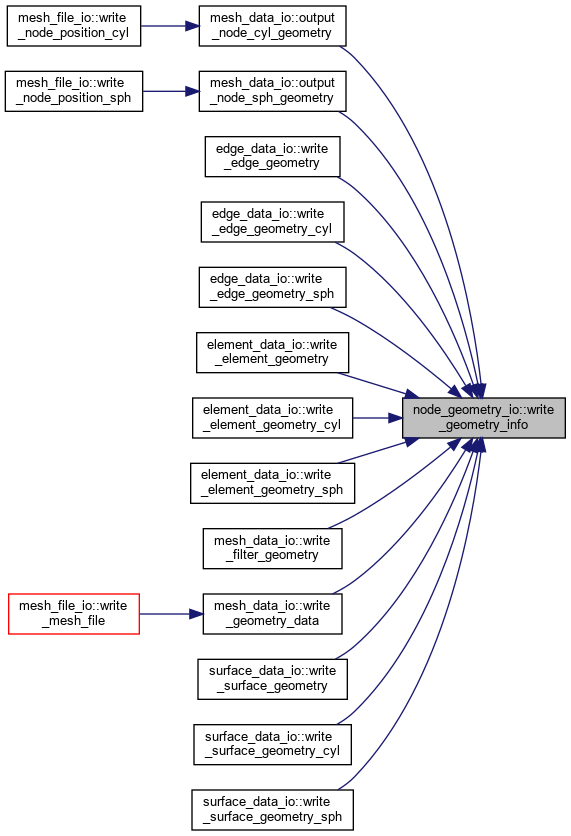 mesh_file_io::write
_node_position_cyl
mesh_data_io::output
_node_cyl_geometry
mesh_file_io::write
_node_position_sph
mesh_data_io::output
_node_sph_geometry
edge_data_io::write
_edge_geometry
edge_data_io::write
_edge_geometry_cyl
edge_data_io::write
_edge_geometry_sph
element_data_io::write
_element_geometry
element_data_io::write
_element_geometry_cyl
node_geometry_io::write
_geometry_info
element_data_io::write
_element_geometry_sph
mesh_data_io::write
_filter_geometry
mesh_file_io::write
_mesh_file
mesh_data_io::write
_geometry_data
surface_data_io::write
_surface_geometry
surface_data_io::write
_surface_geometry_cyl
surface_data_io::write
_surface_geometry_sph